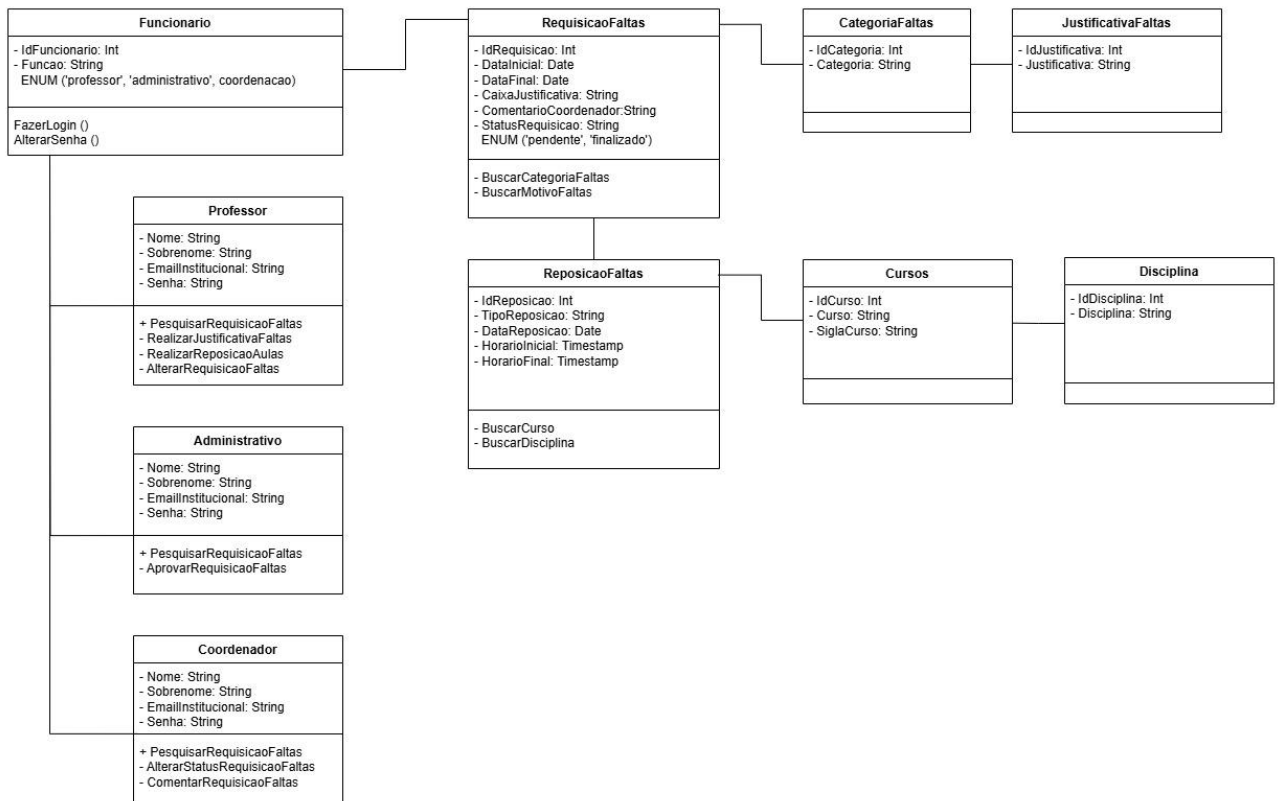 Funcionario
- IdFuncionario: Int
- Funcao: String
ENUM ('professor', 'administrativo', coordenacao)
FazerLogin ()
AlterarSenha ()
RequisicaoFaltas
- IdRequisicao: Int
- DataInicial: Date
- DataFinal: Date
- CaixaJustificativa: String
- ComentarioCoordenador:String
- StatusRequisicao: String
ENUM ('pendente', 'finalizado')
- BuscarCategoriaFaltas
- BuscarMotivoFaltas
CategoriaFaltas
- IdCategoria: Int
- Categoria: String
JustificativaFaltas
- IdJustificativa: Int
- Justificativa: String
Professor
- Nome: String
- Sobrenome: String
- EmailInstitucional: String
- Senha: String
+ PesquisarRequisicaoFaltas
- RealizarJustificativaFaltas
- RealizarReposicaoAulas
- AlterarRequisicaoFaltas
ReposicaoFaltas
- IdReposicao: Int
- TipoReposicao: String
- DataReposicao: Date
- HorarioInicial: Timestamp
- HorarioFinal: Timestamp
- BuscarCurso
- BuscarDisciplina
Cursos
- IdCurso: Int
- Curso: String
- SiglaCurso: String
Disciplina
- IdDisciplina: Int
- Disciplina: String
Administrativo
- Nome: String
- Sobrenome: String
- EmailInstitucional: String
- Senha: String
+ PesquisarRequisicaoFaltas
- AprovarRequisicaoFaltas
Coordenador
- Nome: String
- Sobrenome: String
- EmailInstitucional: String
- Senha: String
+ PesquisarRequisicaoFaltas
- AlterarStatusRequisicaoFaltas
- ComentarRequisicaoFaltas